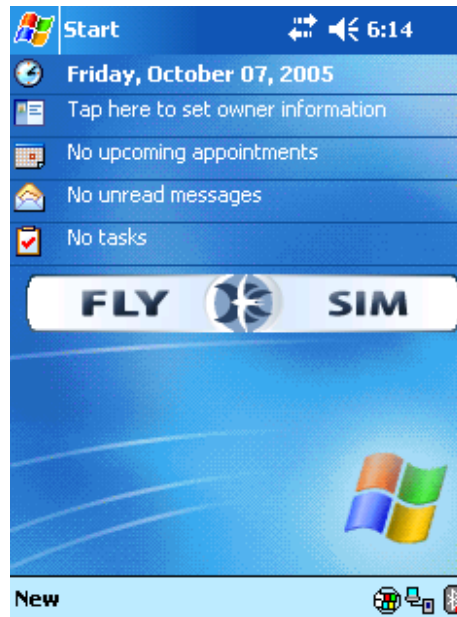 Start 6:14
Friday, October 07, 2005
Tap here to set owner information
No upcoming appointments
No unread messages
No tasks
FLY SIM
New